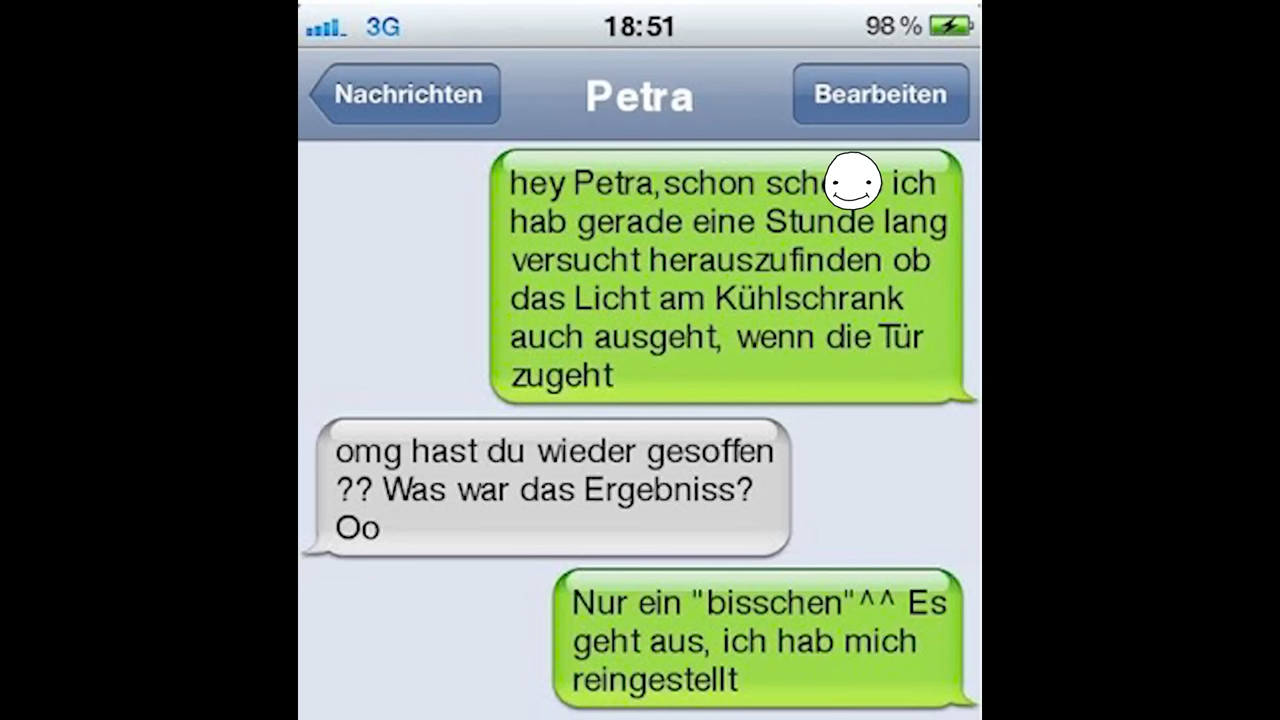 3G 18:51 98 %
Nachrichten Petra Bearbeiten
hey Petra, schon ich
hab gerade eine Stunde lang
versucht herauszufinden ob
das Licht am Kühlschrank
auch ausgeht, wenn die Tür
zugeht
omg hast du wieder gesoffen
?? Was war das Ergebniss?
Oo
Nur ein "bisschen"^^ Es
geht aus, ich hab mich
reingestellt